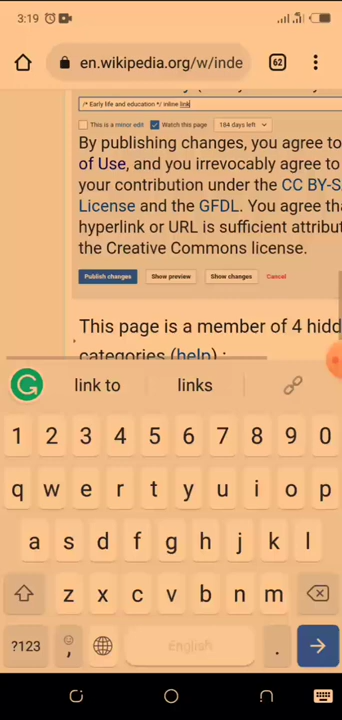 3:19
en.wikipedia.org/w/inde
62
/* Early life and education */ inline link
This is a minor edit Watch this page 184 days left
By publishing changes, you agree to
of Use, and you irrevocably agree to
your contribution under the CC BY-S
License and the GFDL. You agree tha
hyperlink or URL is sufficient attribut
the Creative Commons license.
Publish changes Show preview Show changes Cancel
This page is a member of 4 hidd
categories (help) :
G link to links
1 2 3 4 5 6 7 8 9 0
q w e r t y u i o p
a s d f g h j k l
z x c v b n m
?123 , English .